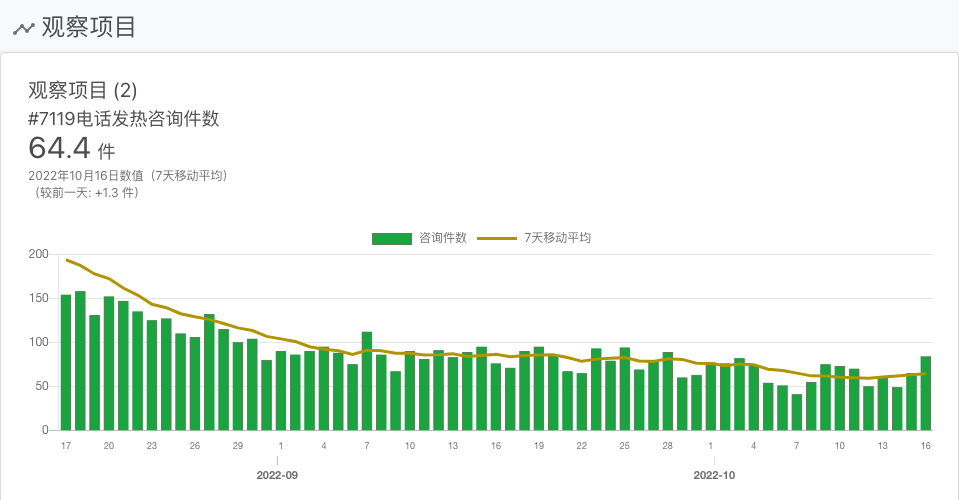 观察项目
观察项目 (2)
#7119电话发热咨询件数
64.4 件
2022年10月16日数值（7天移动平均）
（较前一天: +1.3 件）
咨询件数 7天移动平均
200
150
100
50
0
17 20 23 26 29 1 4 7 10 13 16 19 22 25 28 1 4 7 10 13 16
2022-09 2022-10